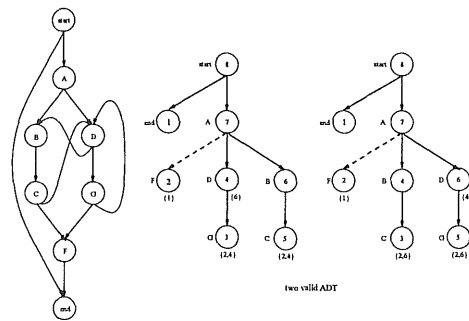 start
A
B D
C G
F
end
start 8
end 1 A 7
F 2 D 4 B 6
{1} {6}
G 3 C 5
{2,4} {2,4}
start 8
end 1 A 7
F 2 B 4 D 6
{1} {4
C 3 G 5
{2,6} {2,6}
two valid ADT